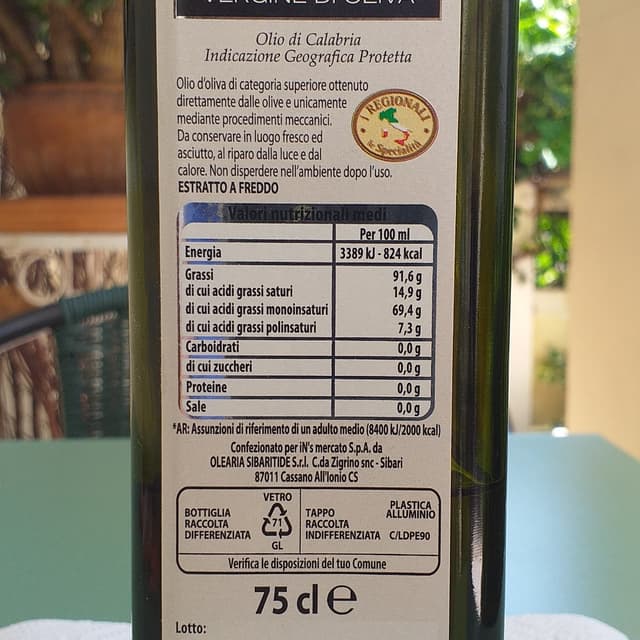 VERGINE DI OLIVA
Olio di Calabria
Indicazione Geografica Protetta
Olio d'oliva di categoria superiore ottenuto
direttamente dalle olive e unicamente
mediante procedimenti meccanici.
Da conservare in luogo fresco ed
asciutto, al riparo dalla luce e dal
calore. Non disperdere nell'ambiente dopo l'uso.
ESTRATTO A FREDDO
I REGIONALI
le Specialità
Valori nutrizionali medi
Per 100 ml
Energia 3389 kJ - 824 kcal
Grassi 91,6 g
di cui acidi grassi saturi 14,9 g
di cui acidi grassi monoinsaturi 69,4 g
di cui acidi grassi polinsaturi 7,3 g
Carboidrati 0,0 g
di cui zuccheri 0,0 g
Proteine 0,0 g
Sale 0,0 g
*AR: Assunzioni di riferimento di un adulto medio (8400 kJ/2000 kcal)
Confezionato per iN's mercato S.p.A. da
OLEARIA SIBARITIDE S.r.l. C.da Zigrino snc - Sibari
87011 Cassano All'Ionio CS
BOTTIGLIA
RACCOLTA
DIFFERENZIATA
VETRO
71
GL
TAPPO
RACCOLTA
INDIFFERENZIATA
PLASTICA
ALLUMINIO
C/LDPE90
Verifica le disposizioni del tuo Comune
75 cl e
Lotto: